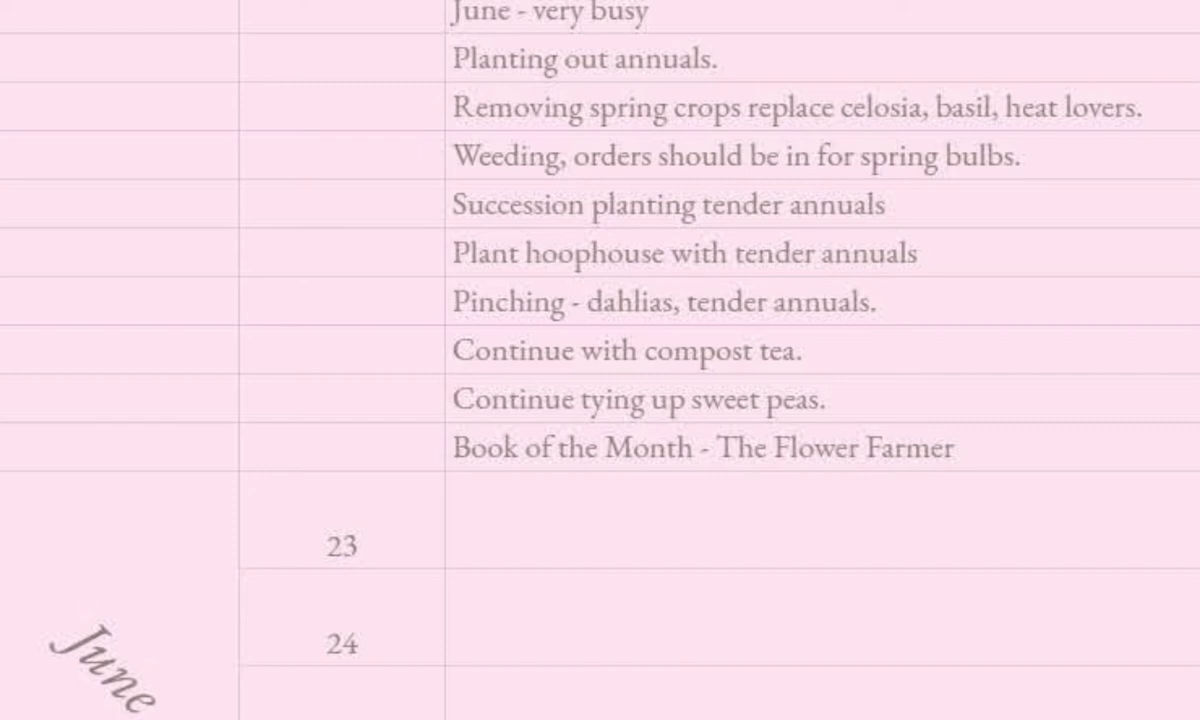 June - very busy
Planting out annuals.
Removing spring crops replace celosia, basil, heat lovers.
Weeding, orders should be in for spring bulbs.
Succession planting tender annuals
Plant hoophouse with tender annuals
Pinching - dahlias, tender annuals.
Continue with compost tea.
Continue tying up sweet peas.
Book of the Month - The Flower Farmer
23
24
June